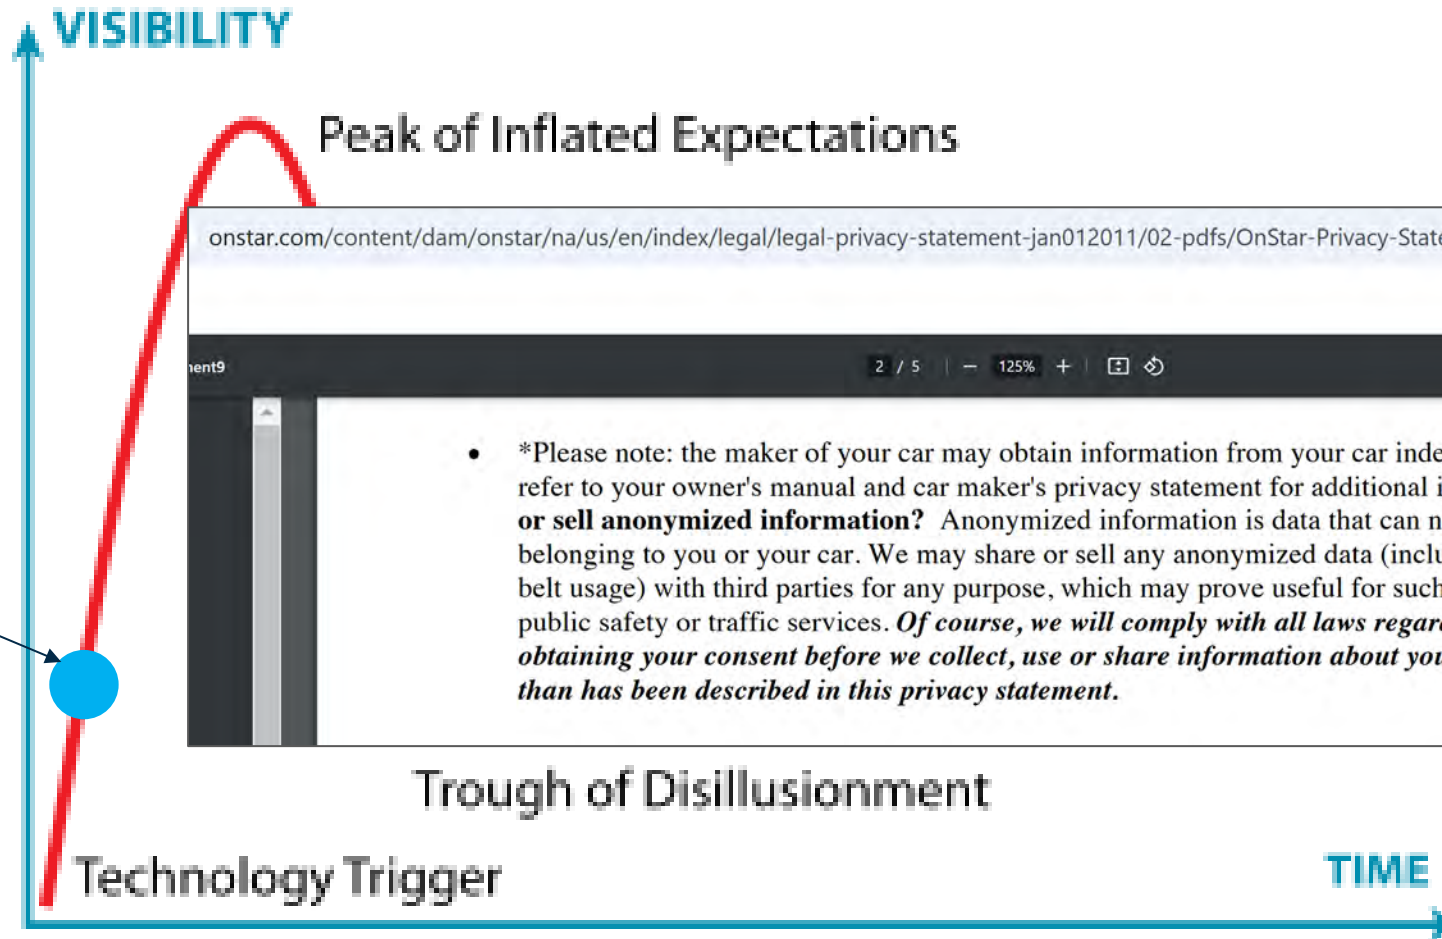 VISIBILITY
Peak of Inflated Expectations
onstar.com/content/dam/onstar/na/us/en/index/legal/legal-privacy-statement-jan012011/02-pdfs/OnStar-Privacy-State
nent9
2 / 5 | − 125% + |
• *Please note: the maker of your car may obtain information from your car inde
refer to your owner's manual and car maker's privacy statement for additional i
or sell anonymized information? Anonymized information is data that can n
belonging to you or your car. We may share or sell any anonymized data (inclu
belt usage) with third parties for any purpose, which may prove useful for such
public safety or traffic services. Of course, we will comply with all laws regard
obtaining your consent before we collect, use or share information about you
than has been described in this privacy statement.
Trough of Disillusionment
Technology Trigger
TIME